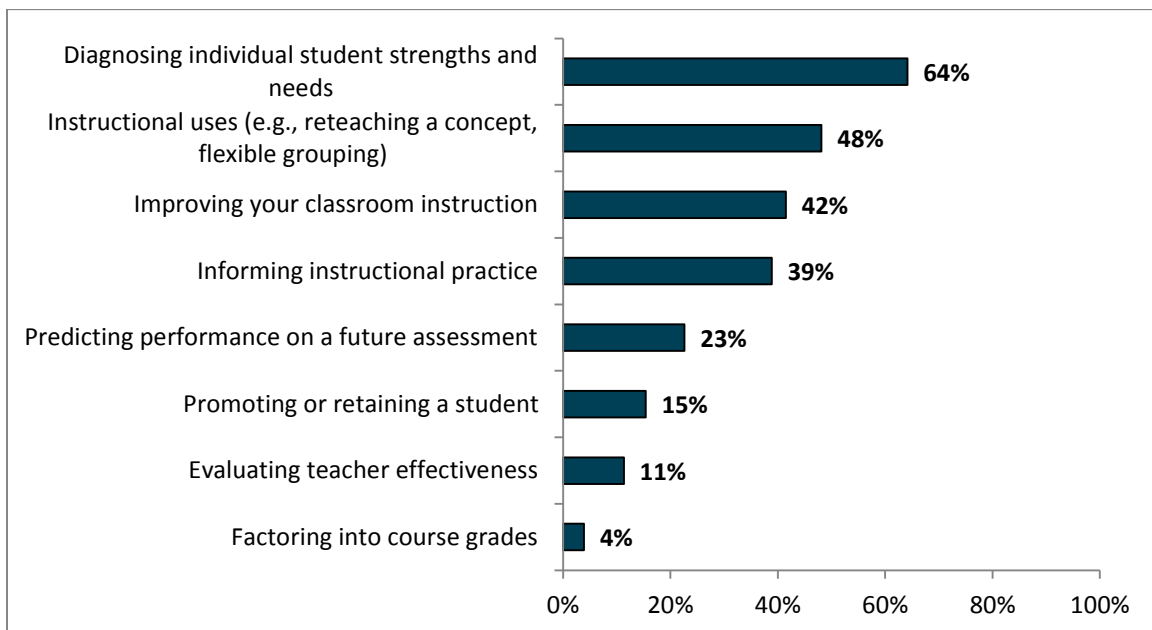 Diagnosing individual student strengths and
needs
64%
Instructional uses (e.g., reteaching a concept,
flexible grouping)
48%
Improving your classroom instruction
42%
Informing instructional practice
39%
Predicting performance on a future assessment
23%
Promoting or retaining a student
15%
Evaluating teacher effectiveness
11%
Factoring into course grades
4%
0% 20% 40% 60% 80% 100%